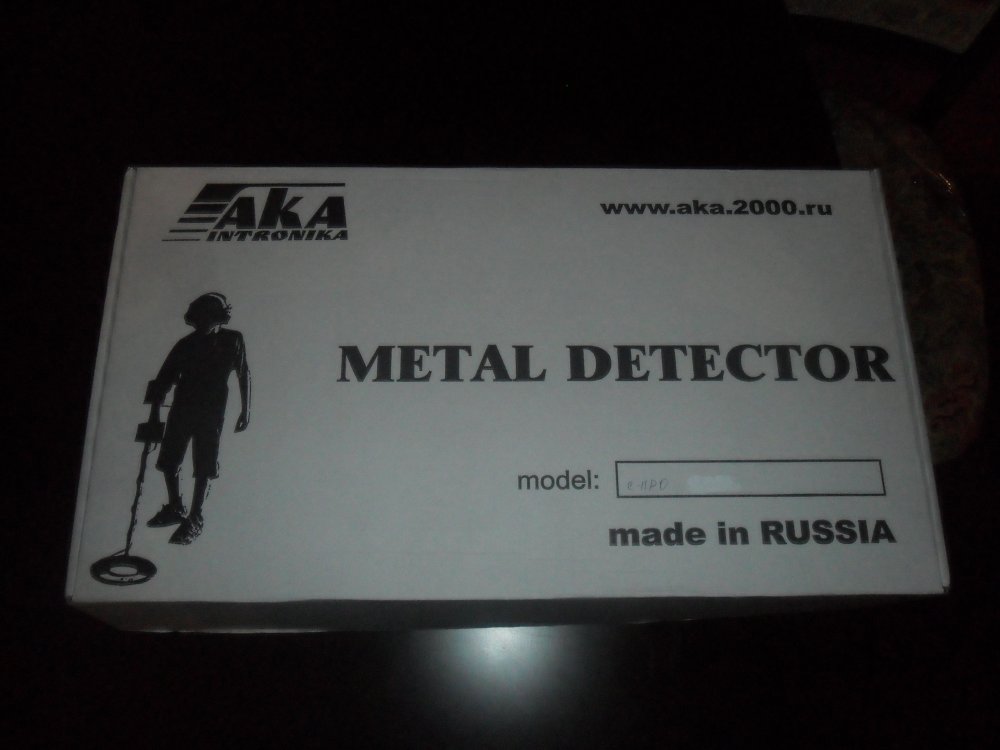 AKA
INTRONIKA
www.aka.2000.ru
METAL DETECTOR
model:
made in RUSSIA